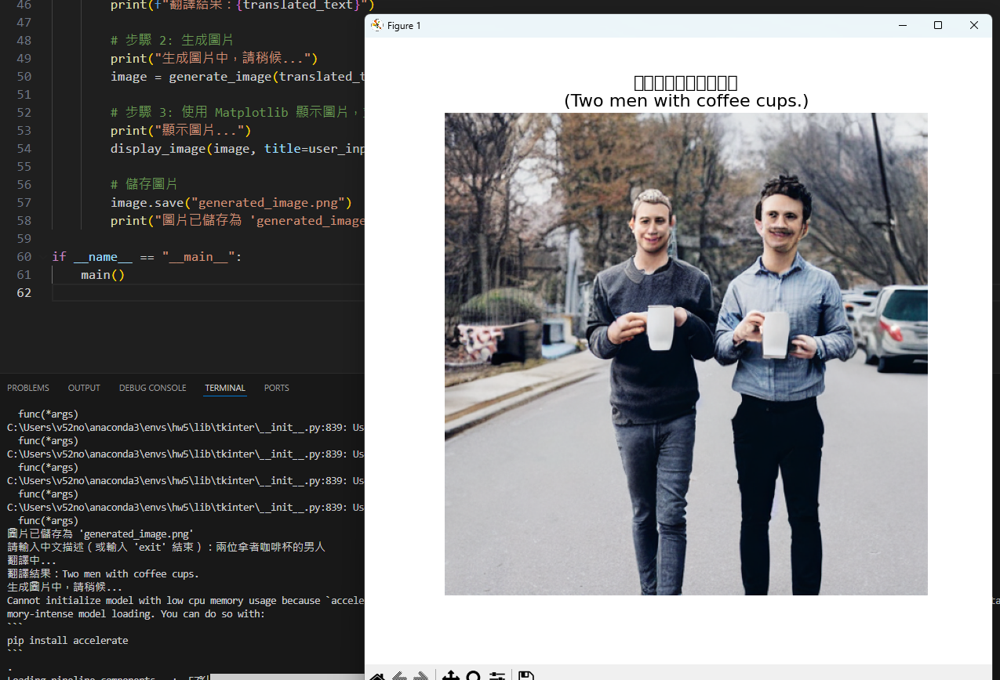 46 print(f"翻譯結果：{translated_text}")
47
48 # 步驟 2: 生成圖片
49 print("生成圖片中，請稍候...")
50 image = generate_image(translated_t
51
52 # 步驟 3: 使用 Matplotlib 顯示圖片，
53 print("顯示圖片...")
54 display_image(image, title=user_inp
55
56 # 儲存圖片
57 image.save("generated_image.png")
58 print("圖片已儲存為 'generated_image
59
60 if __name__ == "__main__":
61 main()
62
PROBLEMS OUTPUT DEBUG CONSOLE TERMINAL PORTS
func(*args)
C:\Users\v52no\anaconda3\envs\hw5\lib\tkinter\__init__.py:839: Us
func(*args)
C:\Users\v52no\anaconda3\envs\hw5\lib\tkinter\__init__.py:839: Us
func(*args)
C:\Users\v52no\anaconda3\envs\hw5\lib\tkinter\__init__.py:839: Us
func(*args)
C:\Users\v52no\anaconda3\envs\hw5\lib\tkinter\__init__.py:839: Us
func(*args)
圖片已儲存為 'generated_image.png'
請輸入中文描述（或輸入 'exit' 結束）：兩位拿者咖啡杯的男人
翻譯中...
翻譯結果：Two men with coffee cups.
生成圖片中，請稍候...
Cannot initialize model with low cpu memory usage because `accele
mory-intense model loading. You can do so with:
```
pip install accelerate
```
.
Loading pipeline components...: 57%|
Figure 1
(Two men with coffee cups.)